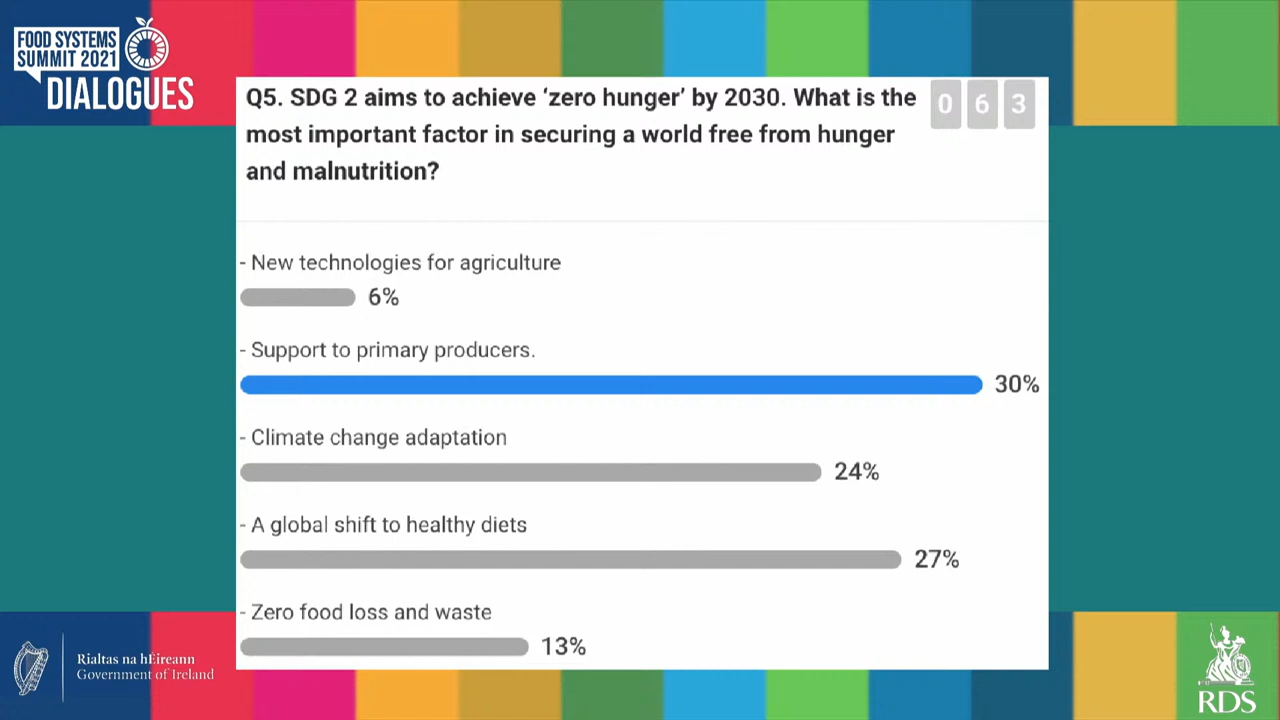 FOOD SYSTEMS
SUMMIT 2021
DIALOGUES
Q5. SDG 2 aims to achieve ‘zero hunger’ by 2030. What is the
most important factor in securing a world free from hunger
and malnutrition?
0 6 3
- New technologies for agriculture
6%
- Support to primary producers.
30%
- Climate change adaptation
24%
- A global shift to healthy diets
27%
- Zero food loss and waste
13%
Rialtas na hÉireann
Government of Ireland
RDS